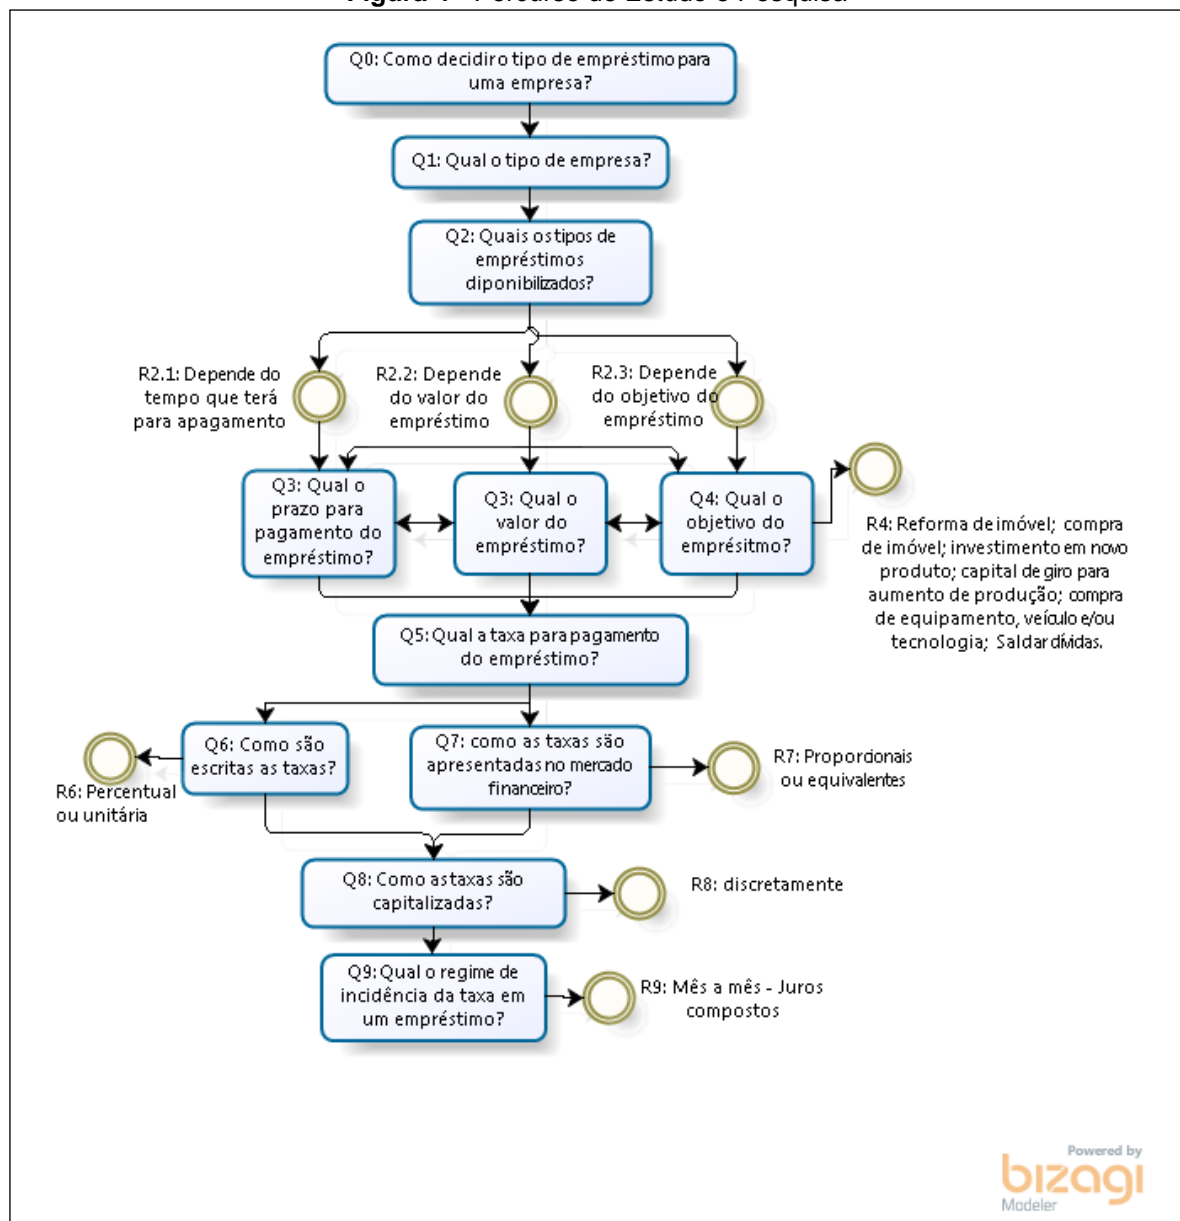 Q0: Como decidir o tipo de empréstimo para
uma empresa?
Q1: Qual o tipo de empresa?
Q2: Quais os tipos de
empréstimos
diponibilizados?
R2.1: Depende do
tempo que terá
para apagamento
R2.2: Depende
do valor do
empréstimo
R2.3: Depende
do objetivo do
empréstimo
Q3: Qual o
prazo para
pagamento do
empréstimo?
Q3: Qual o
valor do
empréstimo?
Q4: Qual o
objetivo do
emprésitmo?
R4: Reforma de imóvel; compra
de imóvel; investimento em novo
produto; capital de giro para
aumento de produção; compra
de equipamento, veículo e/ou
tecnologia; Saldar dívidas.
Q5: Qual a taxa para pagamento
do empréstimo?
Q6: Como são
escritas as taxas?
R6: Percentual
ou unitária
Q7: como as taxas são
apresentadas no mercado
financeiro?
R7: Proporcionais
ou equivalentes
Q8: Como as taxas são
capitalizadas?
R8: discretamente
Q9: Qual o regime de
incidência da taxa em
um empréstimo?
R9: Mês a mês - Juros
compostos
Powered by
bizagi
Modeler